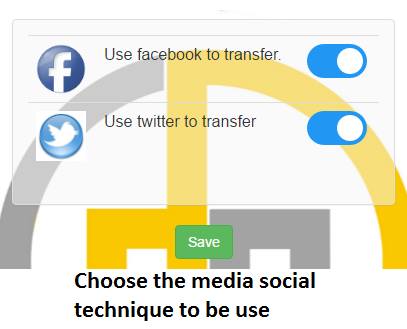 Use facebook to transfer.
Use twitter to transfer
Save
Choose the media social
technique to be use